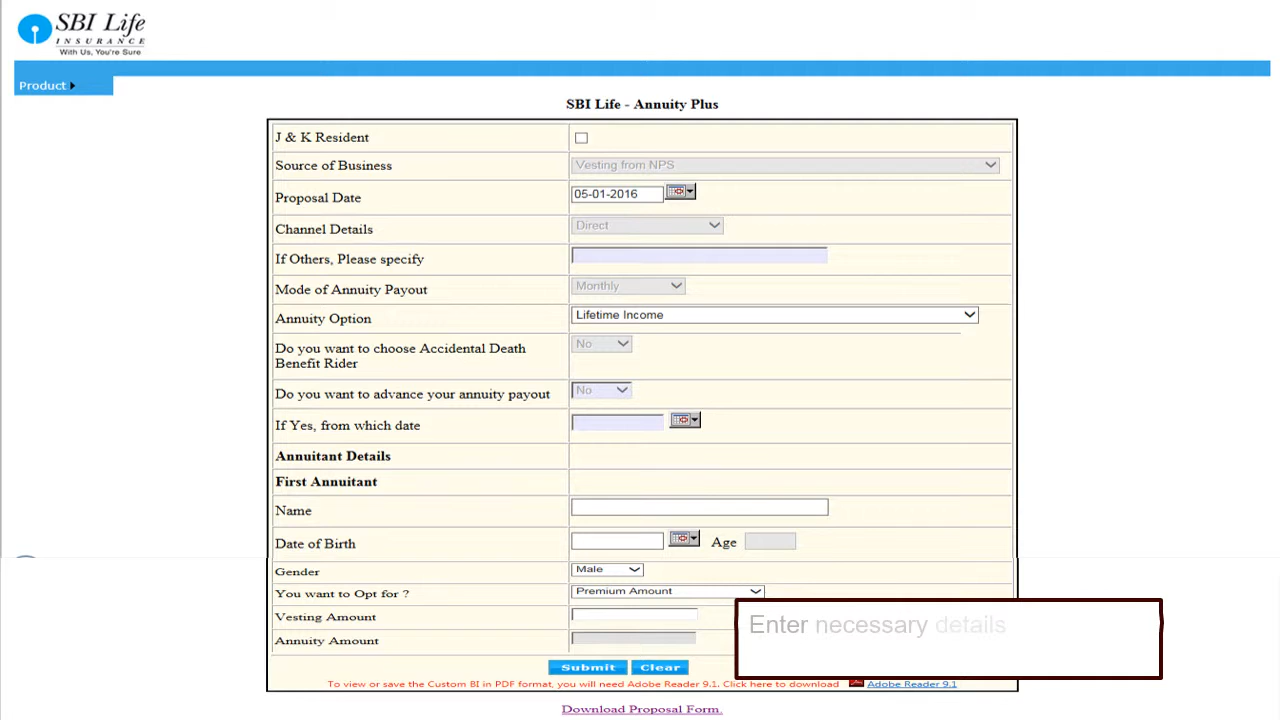 SBI Life
INSURANCE
With Us, You're Sure
Product
SBI Life - Annuity Plus
J & K Resident
Source of Business Vesting from NPS
Proposal Date 05-01-2016
Channel Details Direct
If Others, Please specify
Mode of Annuity Payout Monthly
Annuity Option Lifetime Income
Do you want to choose Accidental Death No
Benefit Rider
Do you want to advance your annuity payout No
If Yes, from which date
Annuitant Details
First Annuitant
Name
Date of Birth Age
Gender Male
You want to Opt for ? Premium Amount
Vesting Amount
Enter necessary details
Annuity Amount
Submit Clear
To view or save the Custom BI in PDF format, you will need Adobe Reader 9.1. Click here to download Adobe Reader 9.1
Download Proposal Form.